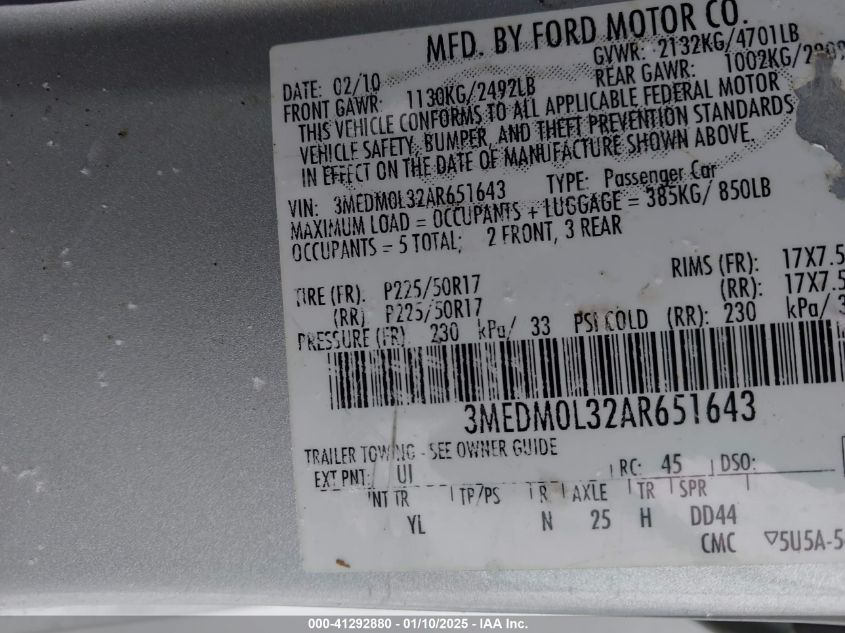 MFD. BY FORD MOTOR CO.
DATE: 02/10 GVWR: 2132KG/4701LB
FRONT GAWR: 1130KG/2492LB REAR GAWR: 1002KG/
THIS VEHICLE CONFORMS TO ALL APPLICABLE FEDERAL MOTOR
VEHICLE SAFETY, BUMPER, AND THEFT PREVENTION STANDARDS
IN EFFECT ON THE DATE OF MANUFACTURE SHOWN ABOVE.
VIN: 3MEDM0L32AR651643 TYPE: Passenger Car
MAXIMUM LOAD = OCCUPANTS + LUGGAGE = 385KG/ 850LB
OCCUPANTS = 5 TOTAL; 2 FRONT, 3 REAR
TIRE (FR): P225/50R17 RIMS (FR): 17X7.5
(RR) P225/50R17 (RR): 17X7.5
PRESSURE (FR) 230 kPa/ 33 PSI COLD (RR): 230 kPa/ 3
3MEDM0L32AR651643
TRAILER TOWING - SEE OWNER GUIDE
EXT PNT: UI RC: 45 DSO:
INT TR TP/PS R AXLE TR SPR
YL N 25 H DD44
CMC ▽5U5A-5
000-41292880 - 01/10/2025 - IAA Inc.